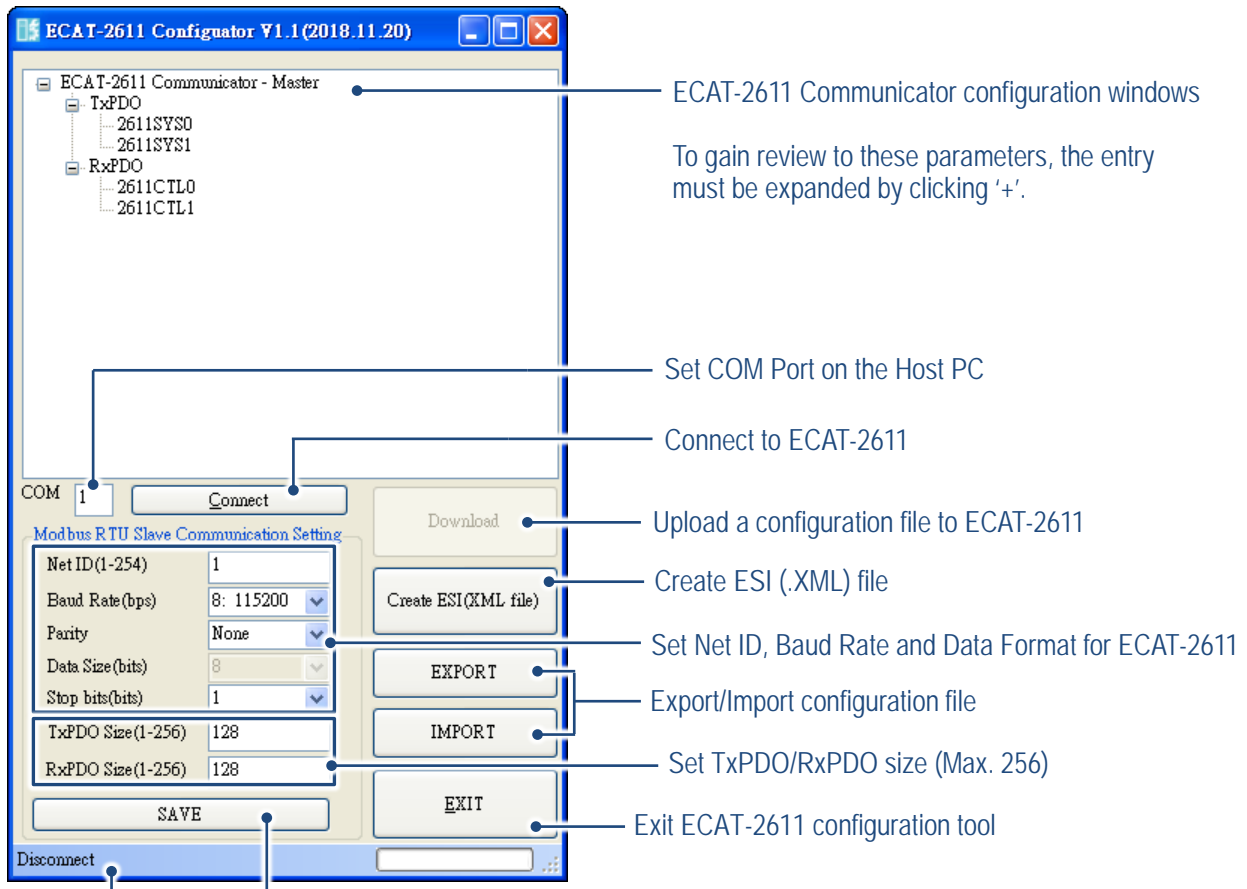 ECAT-2611 Configuator V1.1(2018.11.20)
ECAT-2611 Communicator - Master
TxPDO
2611SYS0
2611SYS1
RxPDO
2611CTL0
2611CTL1
ECAT-2611 Communicator configuration windows
To gain review to these parameters, the entry
must be expanded by clicking ‘+’.
Set COM Port on the Host PC
Connect to ECAT-2611
COM 1 Connect
Download
Upload a configuration file to ECAT-2611
Modbus RTU Slave Communication Setting
Net ID(1-254) 1
Baud Rate(bps) 8: 115200
Parity None
Data Size(bits) 8
Stop bits(bits) 1
TxPDO Size(1-256) 128
RxPDO Size(1-256) 128
SAVE
Create ESI(XML file)
Create ESI (.XML) file
Set Net ID, Baud Rate and Data Format for ECAT-2611
EXPORT
Export/Import configuration file
IMPORT
Set TxPDO/RxPDO size (Max. 256)
EXIT
Exit ECAT-2611 configuration tool
Disconnect